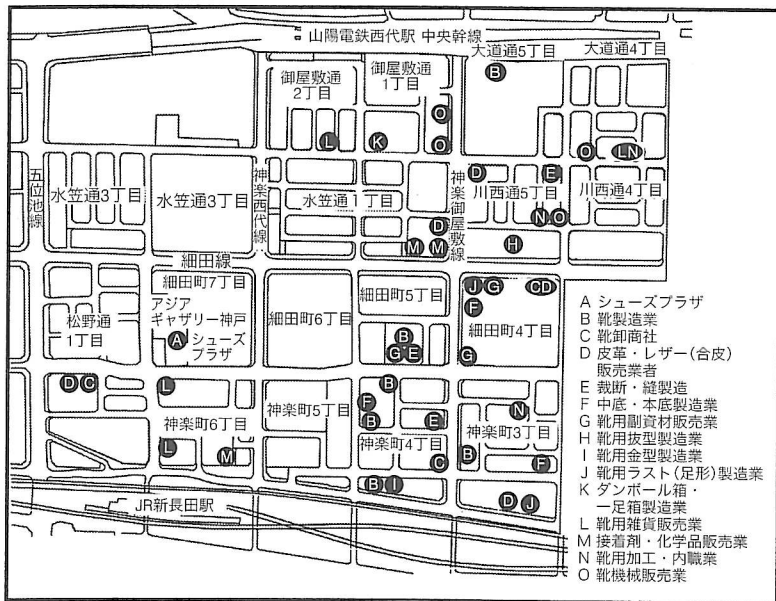 山陽電鉄西代駅 中央幹線
大道通5丁目
大道通4丁目
B
御屋敷通
2丁目
御屋敷通
1丁目
O
L
K
O
O
LN
五位池線
水笠通3丁目
水笠通3丁目
神楽西代線
水笠通1丁目
神楽御屋敷線
D
E
川西通5丁目
川西通4丁目
N
O
D
M
M
H
細田線
細田町7丁目
アジア
ギャザリー神戸
A
シューズ
プラザ
松野通
1丁目
細田町6丁目
細田町5丁目
B
G
E
J
G
CD
F
細田町4丁目
G
D
C
L
神楽町6丁目
L
M
神楽町5丁目
B
F
B
E
神楽町4丁目
C
B
I
N
神楽町3丁目
B
F
D
J
JR新長田駅
A シューズプラザ
B 靴製造業
C 靴卸商社
D 皮革・レザー(合皮)
販売業者
E 裁断・縫製造
F 中底・本底製造業
G 靴用副資材販売業
H 靴用抜型製造業
I 靴用金型製造業
J 靴用ラスト(足形)製造業
K ダンボール箱・
一足箱製造業
L 靴用雑貨販売業
M 接着剤・化学品販売業
N 靴用加工・内職業
O 靴機械販売業